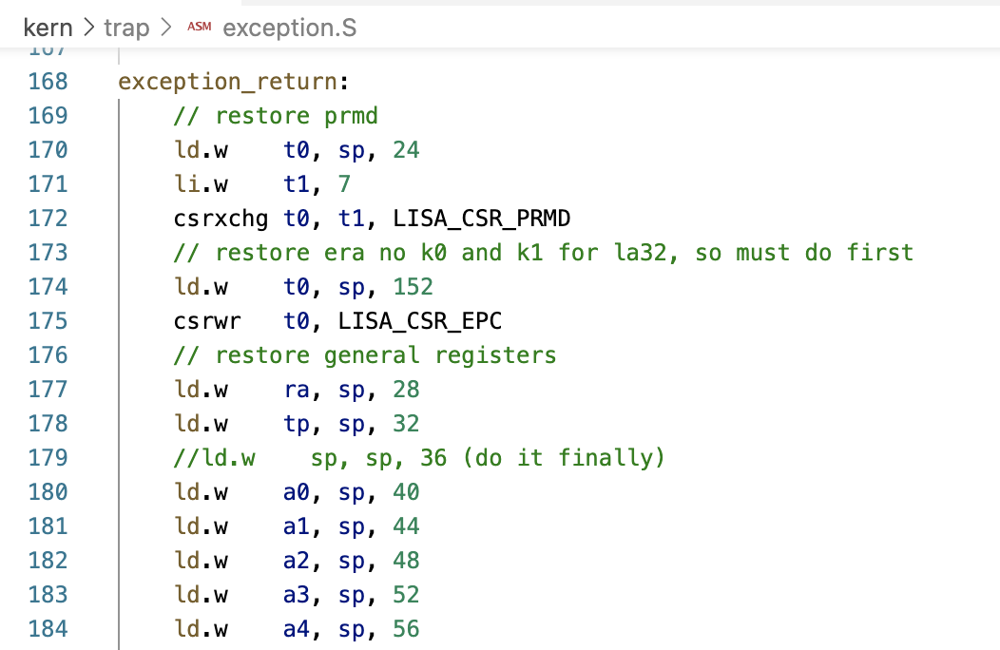 kern > trap > ASM exception.S
167
168 exception_return:
169 // restore prmd
170 ld.w t0, sp, 24
171 li.w t1, 7
172 csrxchg t0, t1, LISA_CSR_PRMD
173 // restore era no k0 and k1 for la32, so must do first
174 ld.w t0, sp, 152
175 csrwr t0, LISA_CSR_EPC
176 // restore general registers
177 ld.w ra, sp, 28
178 ld.w tp, sp, 32
179 //ld.w sp, sp, 36 (do it finally)
180 ld.w a0, sp, 40
181 ld.w a1, sp, 44
182 ld.w a2, sp, 48
183 ld.w a3, sp, 52
184 ld.w a4, sp, 56